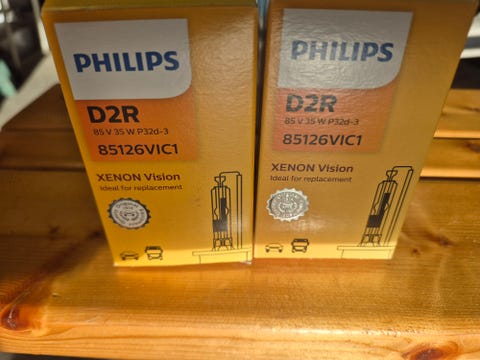 PHILIPS
D2R
85 V 35 W P32d-3
85126VIC1
XENON Vision
Ideal for replacement
PHILIPS
D2R
85 V 35 W P32d-3
85126VIC1
XENON Vision
Ideal for replacement